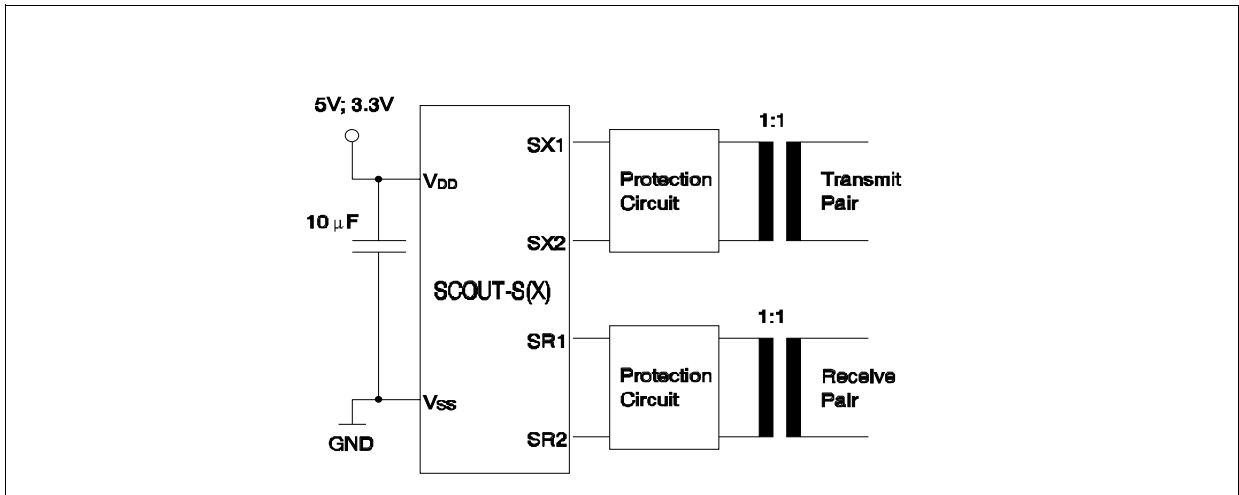 5V; 3.3V
VDD
10 μF
VSS
GND
SCOUT-S(X)
SX1
SX2
SR1
SR2
Protection
Circuit
1:1
Transmit
Pair
Protection
Circuit
1:1
Receive
Pair